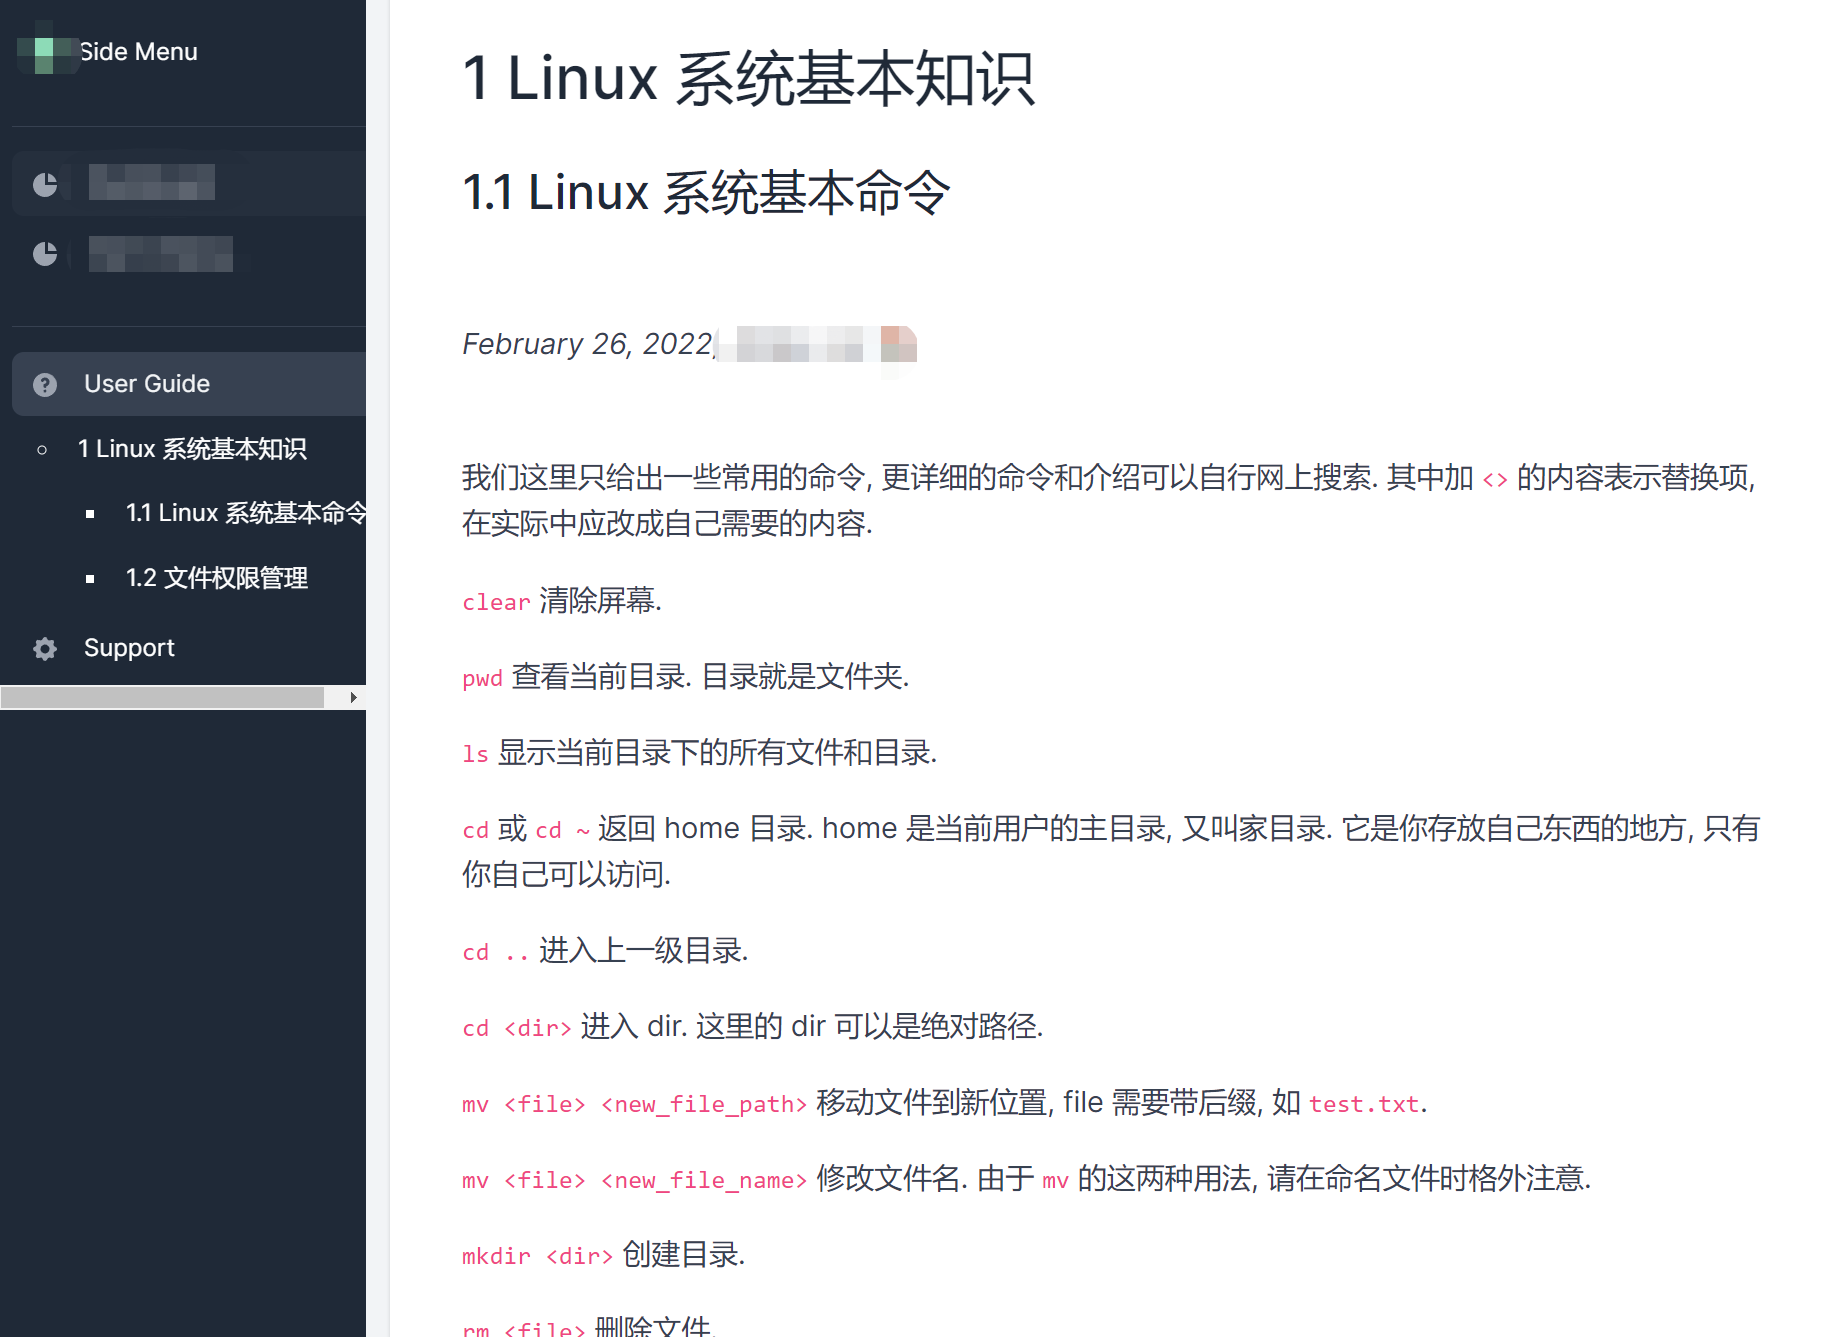 Side Menu
User Guide
1 Linux 系统基本知识
1.1 Linux 系统基本命令
1.2 文件权限管理
Support
1 Linux 系统基本知识
1.1 Linux 系统基本命令
February 26, 2022,
我们这里只给出一些常用的命令, 更详细的命令和介绍可以自行网上搜索. 其中加 <> 的内容表示替换项,
在实际中应改成自己需要的内容.
clear 清除屏幕.
pwd 查看当前目录. 目录就是文件夹.
ls 显示当前目录下的所有文件和目录.
cd 或 cd ~ 返回 home 目录. home 是当前用户的主目录, 又叫家目录. 它是你存放自己东西的地方, 只有
你自己可以访问.
cd .. 进入上一级目录.
cd <dir> 进入 dir. 这里的 dir 可以是绝对路径.
mv <file> <new_file_path> 移动文件到新位置, file 需要带后缀, 如 test.txt.
mv <file> <new_file_name> 修改文件名. 由于 mv 的这两种用法, 请在命名文件时格外注意.
mkdir <dir> 创建目录.
rm <file> 删除文件.